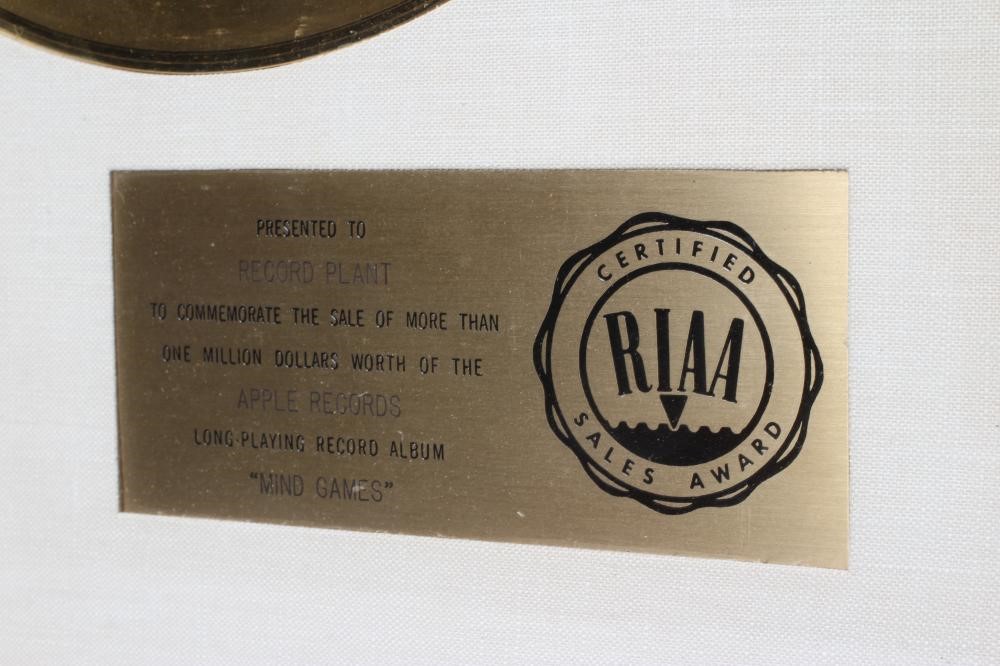 PRESENTED TO
RECORD PLANT
TO COMMEMORATE THE SALE OF MORE THAN
ONE MILLION DOLLARS WORTH OF THE
APPLE RECORDS
LONG-PLAYING RECORD ALBUM
"MIND GAMES"
CERTIFIED
RIAA
SALES AWARD